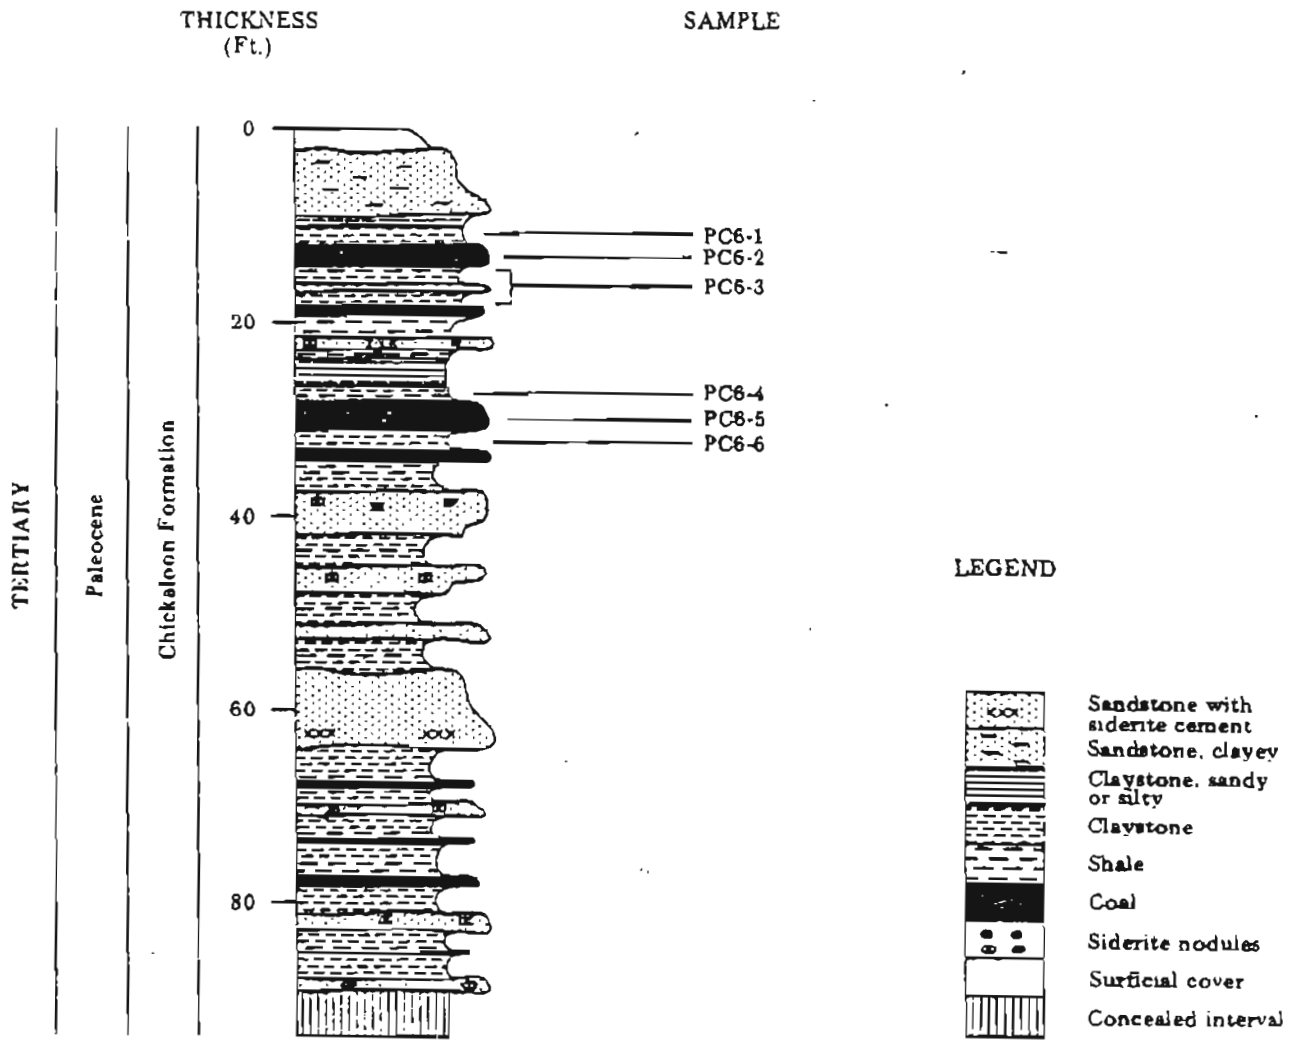 THICKNESS
(Ft.)
SAMPLE
0
20
40
60
80
TERTIARY
Paleocene
Chickaloon Formation
PC6-1
PC6-2
PC6-3
PC6-4
PC6-5
PC6-6
LEGEND
Sandstone with
siderite cement
Sandstone, clayey
Claystone, sandy
or silty
Claystone
Shale
Coal
Siderite nodules
Surficial cover
Concealed interval